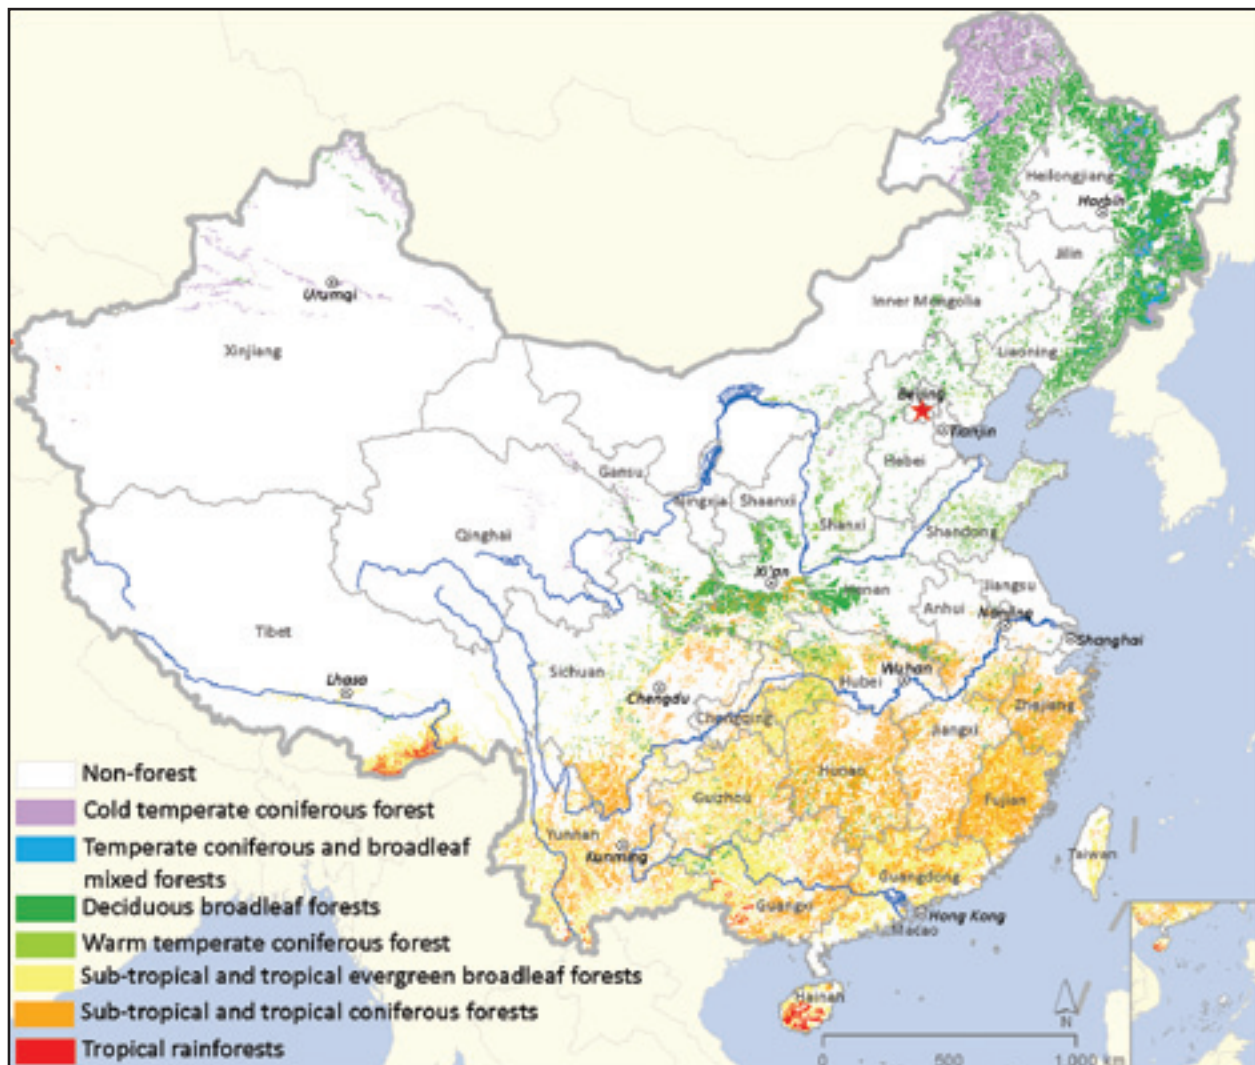 Heilongjiang
Harbin
Jilin
Urumqi
Inner Mongolia
Xinjiang
Liaoning
Beijing
Tianjin
Hebei
Gansu
Ningxia
Shaanxi
Shanxi
Shandong
Qinghai
Xi'an
Henan
Jiangsu
Anhui
Nanjing
Tibet
Shanghai
Sichuan
Lhasa
Chengdu
Wuhan
Hubei
Zhejiang
Chongqing
Jiangxi
Hunan
Guizhou
Fujian
Yunnan
Kunming
Taiwan
Guangdong
Guangxi
Hong Kong
Macao
Hainan
Non-forest
Cold temperate coniferous forest
Temperate coniferous and broadleaf
mixed forests
Deciduous broadleaf forests
Warm temperate coniferous forest
Sub-tropical and tropical evergreen broadleaf forests
Sub-tropical and tropical coniferous forests
Tropical rainforests
N
0 500 1,000 km